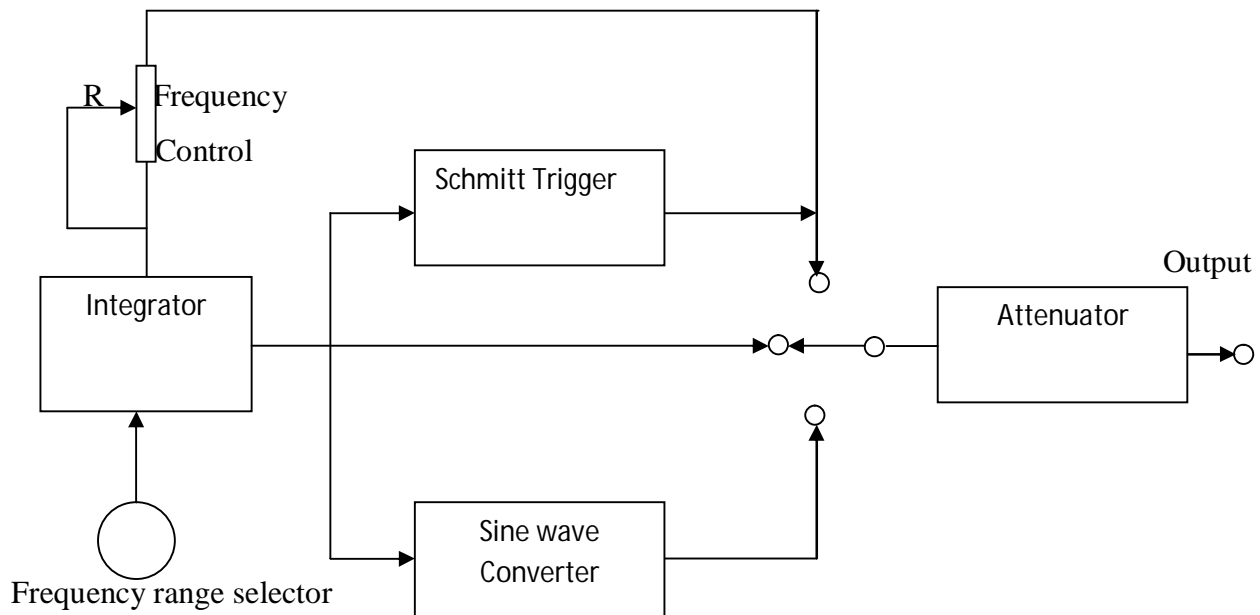 R
Frequency
Control
Schmitt Trigger
Output
Integrator
Attenuator
Sine wave
Converter
Frequency range selector